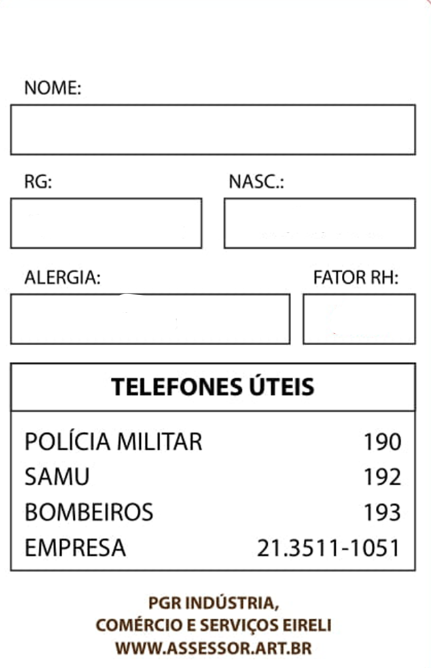 NOME:
RG: NASC.:
ALERGIA: FATOR RH:
TELEFONES ÚTEIS
POLÍCIA MILITAR 190
SAMU 192
BOMBEIROS 193
EMPRESA 21.3511-1051
PGR INDÚSTRIA,
COMÉRCIO E SERVIÇOS EIRELI
WWW.ASSESSOR.ART.BR